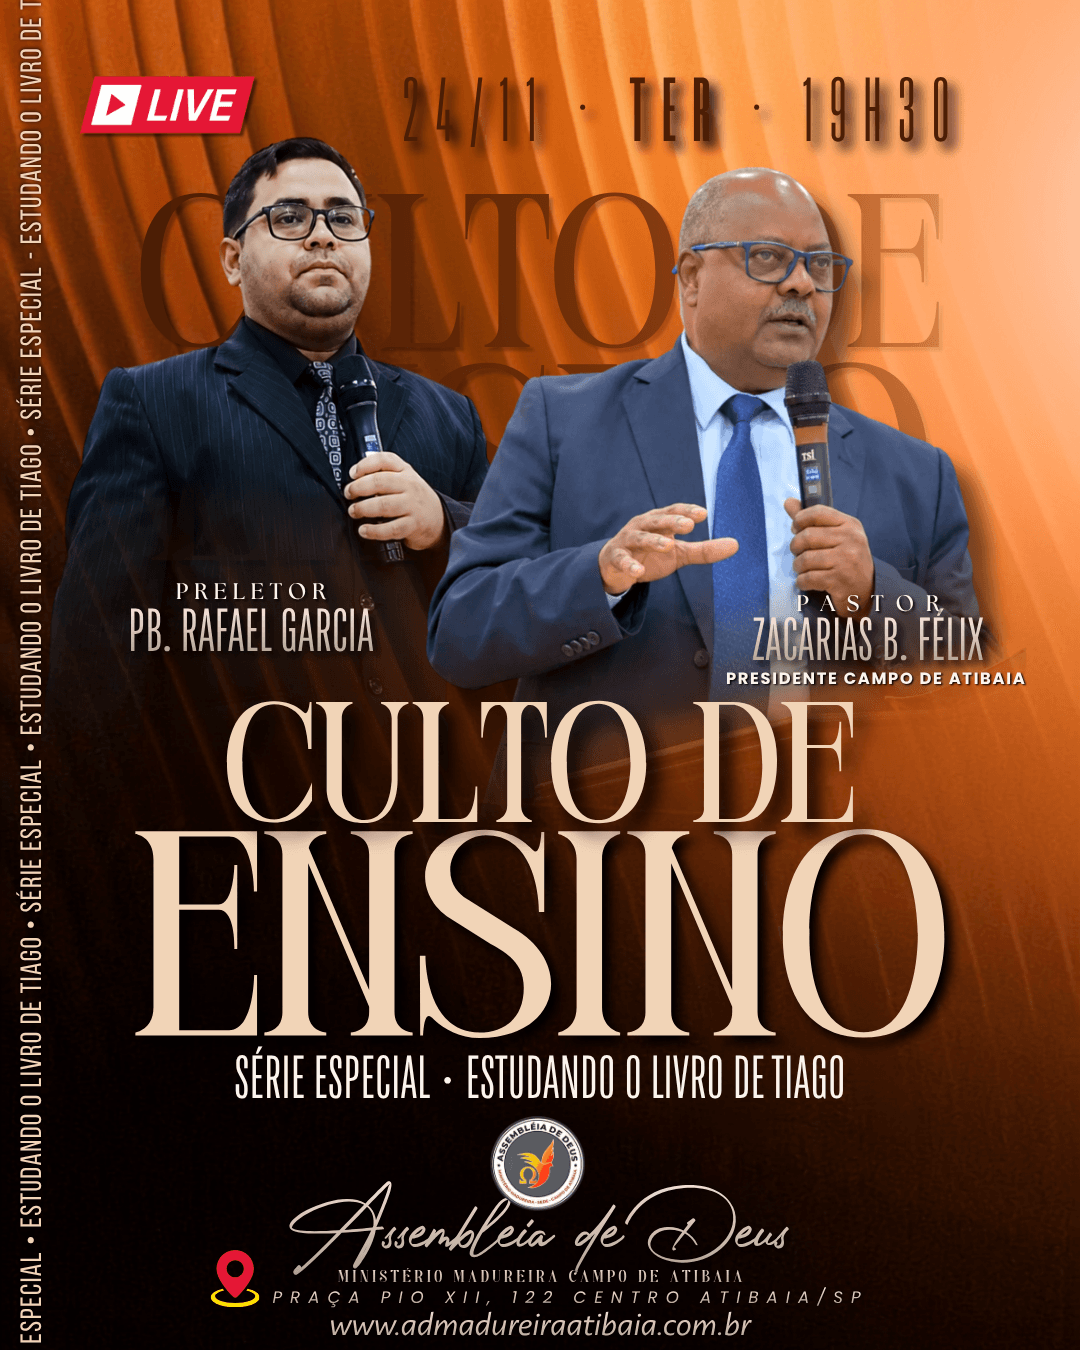 LIVE
24/11 · TER · 19H30
CULTO DE
PRELETOR
PB. RAFAEL GARCIA
PASTOR
ZACARIAS B. FÉLIX
PRESIDENTE CAMPO DE ATIBAIA
CULTO DE
ENSINO
SÉRIE ESPECIAL · ESTUDANDO O LIVRO DE TIAGO
ASSEMBLÉIA DE DEUS
Assembleia de Deus
MINISTÉRIO MADUREIRA CAMPO DE ATIBAIA
PRAÇA PIO XII, 122 CENTRO ATIBAIA/SP
www.admadureiraatibaia.com.br
ESPECIAL • ESTUDANDO O LIVRO DE TIAGO • SÉRIE ESPECIAL • ESTUDANDO O LIVRO DE TIAGO • SÉRIE ESPECIAL - ESTUDANDO O LIVRO DE T
TSI